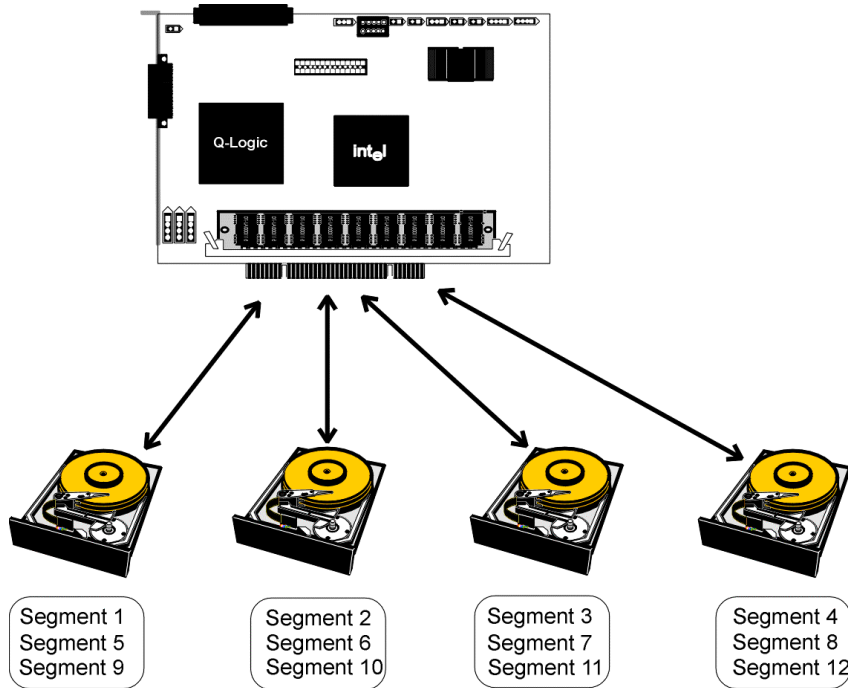 Q-Logic
intel
Segment 1
Segment 5
Segment 9
Segment 2
Segment 6
Segment 10
Segment 3
Segment 7
Segment 11
Segment 4
Segment 8
Segment 12